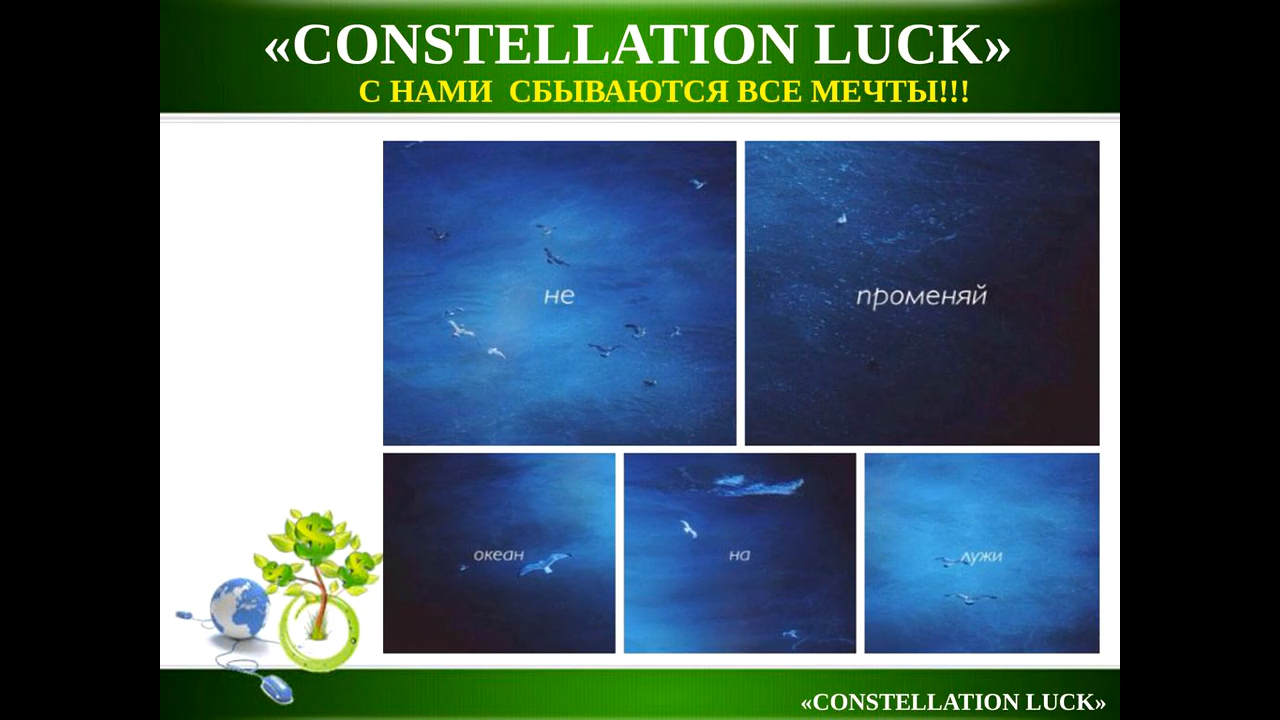 «CONSTELLATION LUCK»
С НАМИ СБЫВАЮТСЯ ВСЕ МЕЧТЫ!!!
не
променяй
океан
на
лужи
«CONSTELLATION LUCK»